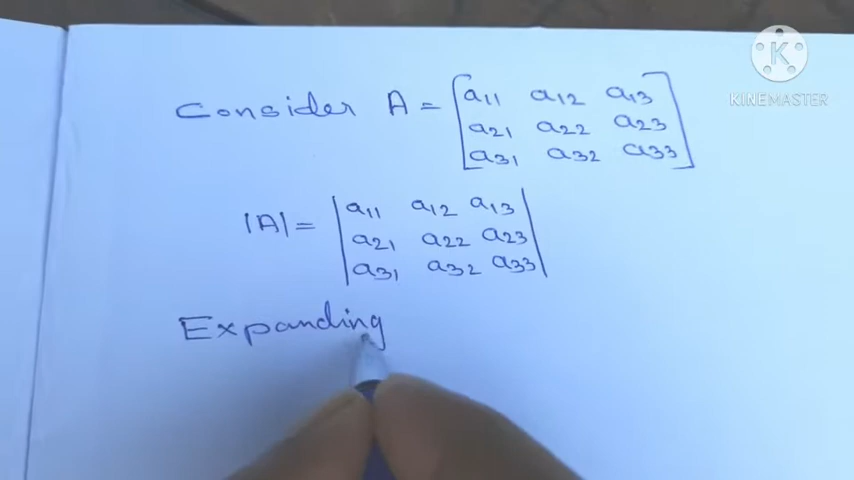 Consider A = [a11 a12 a13
a21 a22 a23
a31 a32 a33]
|A| = |a11 a12 a13
a21 a22 a23
a31 a32 a33|
Expanding
K
KINEMASTER